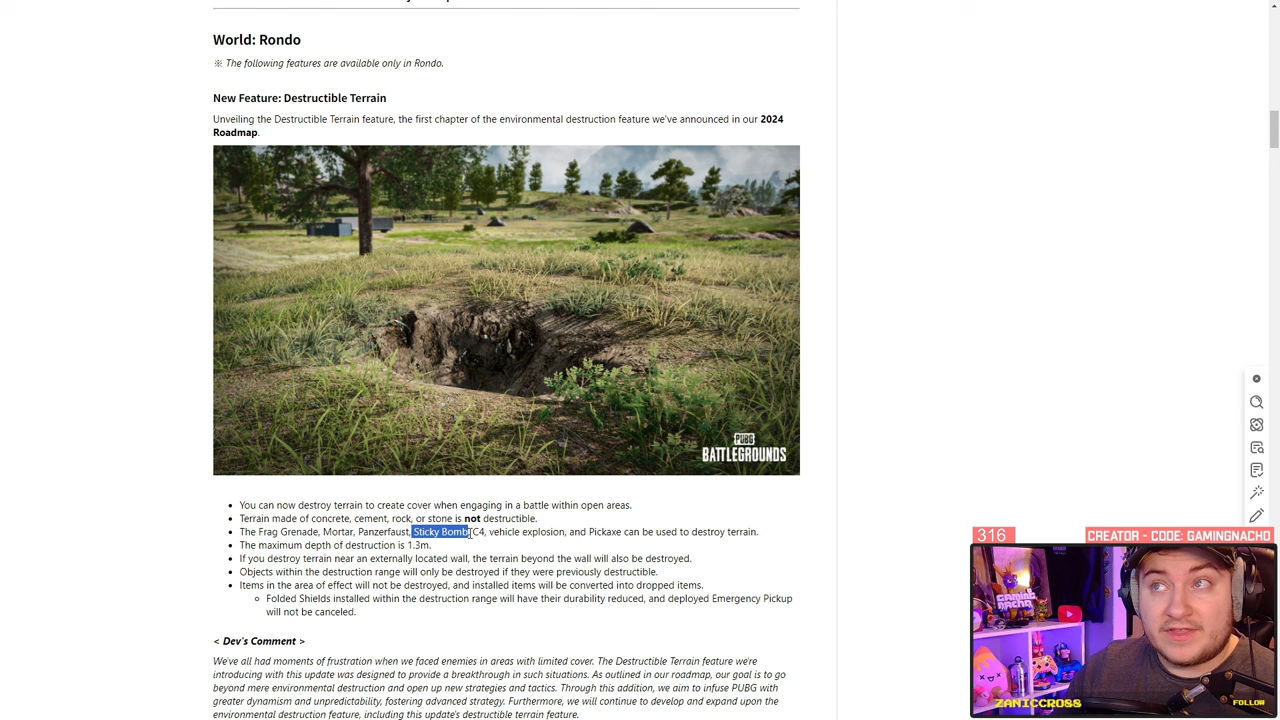 World: Rondo
※ The following features are available only in Rondo.
New Feature: Destructible Terrain
Unveiling the Destructible Terrain feature, the first chapter of the environmental destruction feature we've announced in our 2024
Roadmap.
PUBG
BATTLEGROUNDS
• You can now destroy terrain to create cover when engaging in a battle within open areas.
• Terrain made of concrete, cement, rock, or stone is not destructible.
• The Frag Grenade, Mortar, Panzerfaust, Sticky Bomb, C4, vehicle explosion, and Pickaxe can be used to destroy terrain.
• The maximum depth of destruction is 1.3m.
• If you destroy terrain near an externally located wall, the terrain beyond the wall will also be destroyed.
• Objects within the destruction range will only be destroyed if they were previously destructible.
• Items in the area of effect will not be destroyed, and installed items will be converted into dropped items.
◦ Folded Shields installed within the destruction range will have their durability reduced, and deployed Emergency Pickup
will not be canceled.
< Dev's Comment >
We've all had moments of frustration when we faced enemies in areas with limited cover. The Destructible Terrain feature we're
introducing with this update was designed to provide a breakthrough in such situations. As outlined in our roadmap, our goal is to go
beyond mere environmental destruction and open up new strategies and tactics. Through this addition, we aim to infuse PUBG with
greater dynamism and unpredictability, fostering advanced strategy. Furthermore, we will continue to develop and expand upon the
environmental destruction feature, including this update's destructible terrain feature.
316
CREATOR - CODE: GAMINGNACHO
GAMING
NACHO
ZANICCROSS
FOLLOW